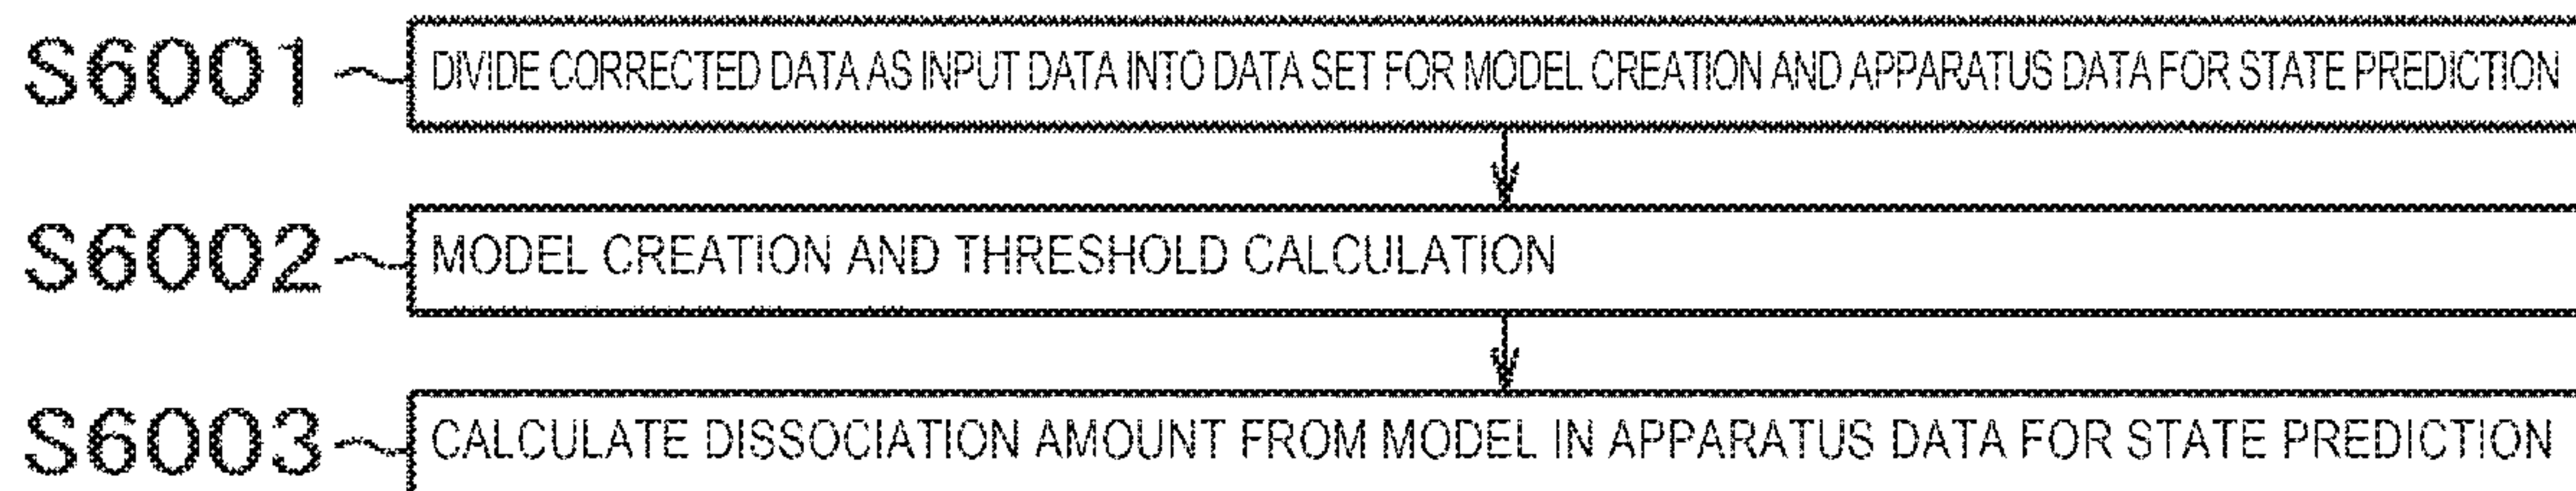 S6001 DIVIDE CORRECTED DATA AS INPUT DATA INTO DATA SET FOR MODEL CREATION AND APPARATUS DATA FOR STATE PREDICTION
S6002 MODEL CREATION AND THRESHOLD CALCULATION
S6003 CALCULATE DISSOCIATION AMOUNT FROM MODEL IN APPARATUS DATA FOR STATE PREDICTION